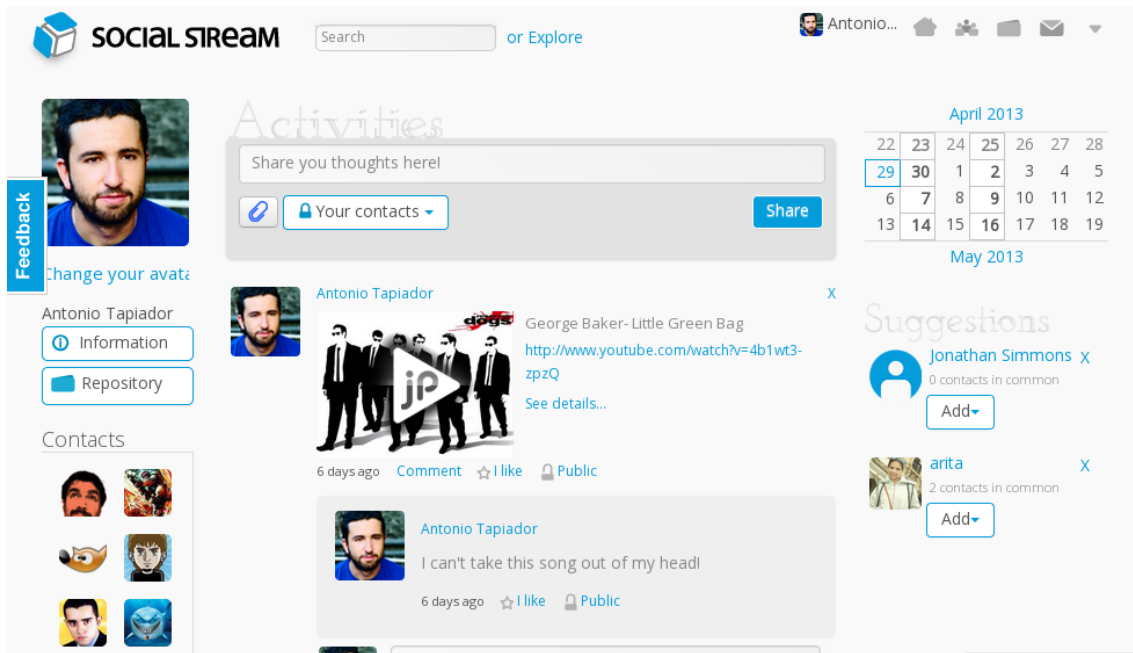 SOCIAL STREAM
Search
or Explore
Antonio...
Feedback
Change your avata
Antonio Tapiador
Information
Repository
Contacts
Activities
Share you thoughts here!
Your contacts
Share
Antonio Tapiador
X
dogs
jp
George Baker- Little Green Bag
http://www.youtube.com/watch?v=4b1wt3-
zpzQ
See details...
6 days ago Comment I like Public
Antonio Tapiador
I can't take this song out of my head!
6 days ago I like Public
April 2013
22 23 24 25 26 27 28
29 30 1 2 3 4 5
6 7 8 9 10 11 12
13 14 15 16 17 18 19
May 2013
Suggestions
Jonathan Simmons X
0 contacts in common
Add
arita X
2 contacts in common
Add